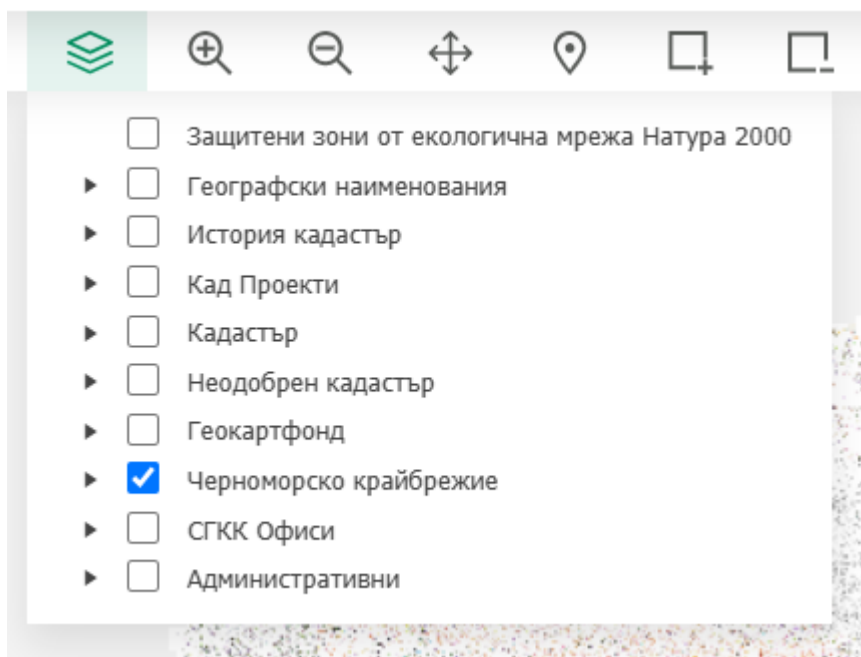 Защитени зони от екологична мрежа Натура 2000
Географски наименования
История кадастър
Кад Проекти
Кадастър
Неодобрен кадастър
Геокартфонд
Черноморско крайбрежие
СГКК Офиси
Административни